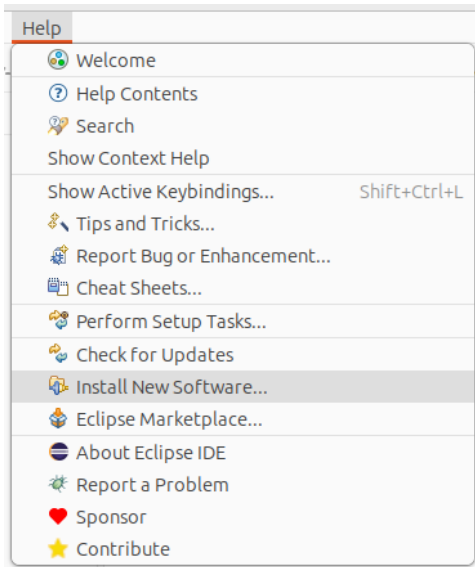 Help
Welcome
Help Contents
Search
Show Context Help
Show Active Keybindings... Shift+Ctrl+L
Tips and Tricks...
Report Bug or Enhancement...
Cheat Sheets...
Perform Setup Tasks...
Check for Updates
Install New Software...
Eclipse Marketplace...
About Eclipse IDE
Report a Problem
Sponsor
Contribute